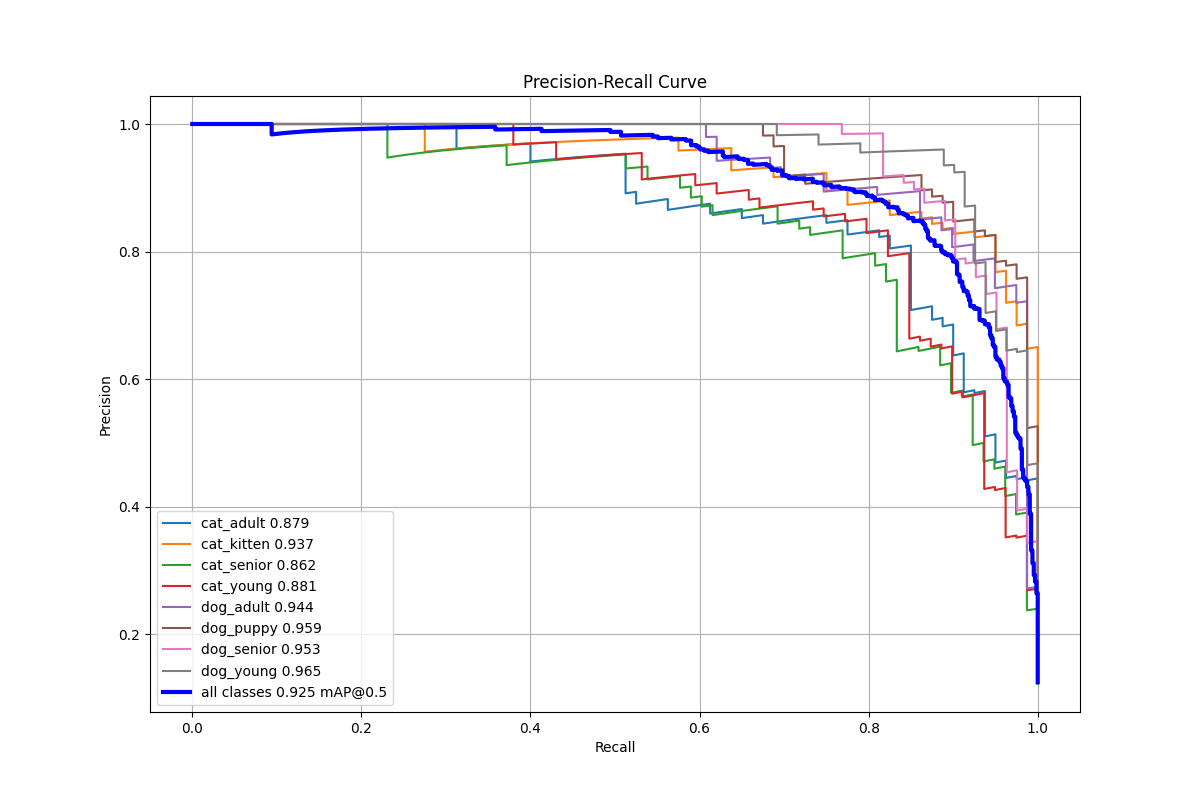 Precision-Recall Curve
1.0
0.8
0.6
0.4
0.2
Precision
cat_adult 0.879
cat_kitten 0.937
cat_senior 0.862
cat_young 0.881
dog_adult 0.944
dog_puppy 0.959
dog_senior 0.953
dog_young 0.965
all classes 0.925 mAP@0.5
0.0 0.2 0.4 0.6 0.8 1.0
Recall